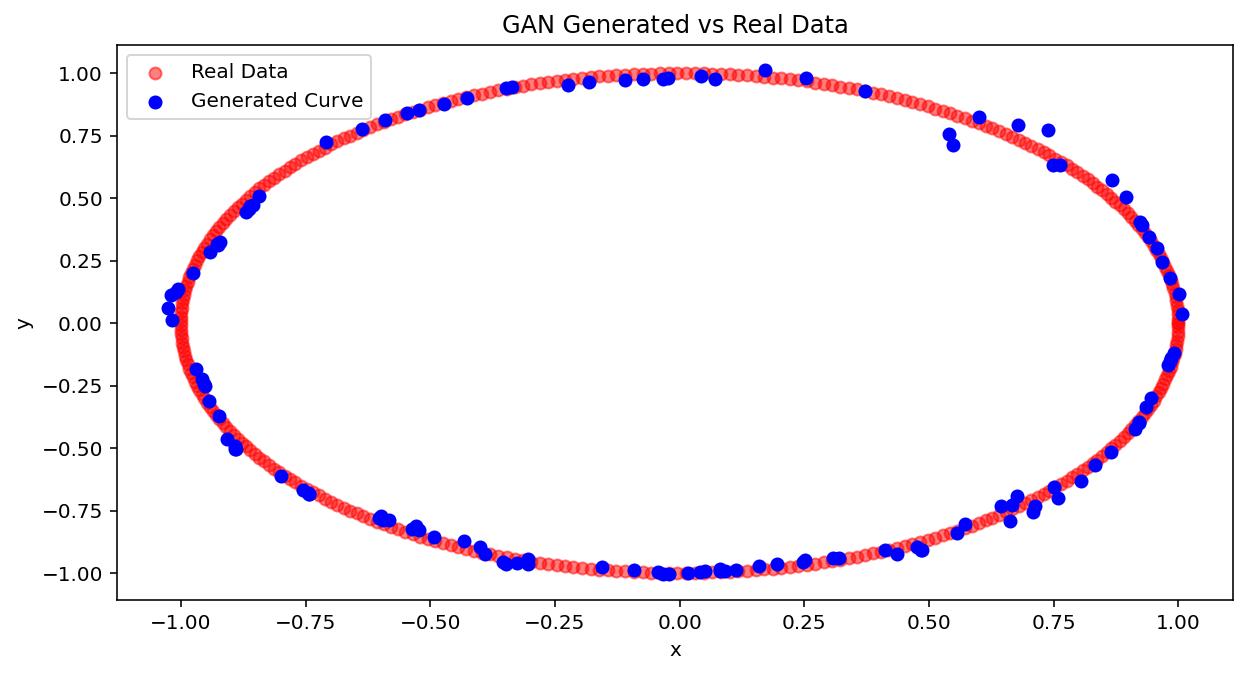 GAN Generated vs Real Data
Real Data
Generated Curve
y
1.00
0.75
0.50
0.25
0.00
−0.25
−0.50
−0.75
−1.00
−1.00 −0.75 −0.50 −0.25 0.00 0.25 0.50 0.75 1.00
x